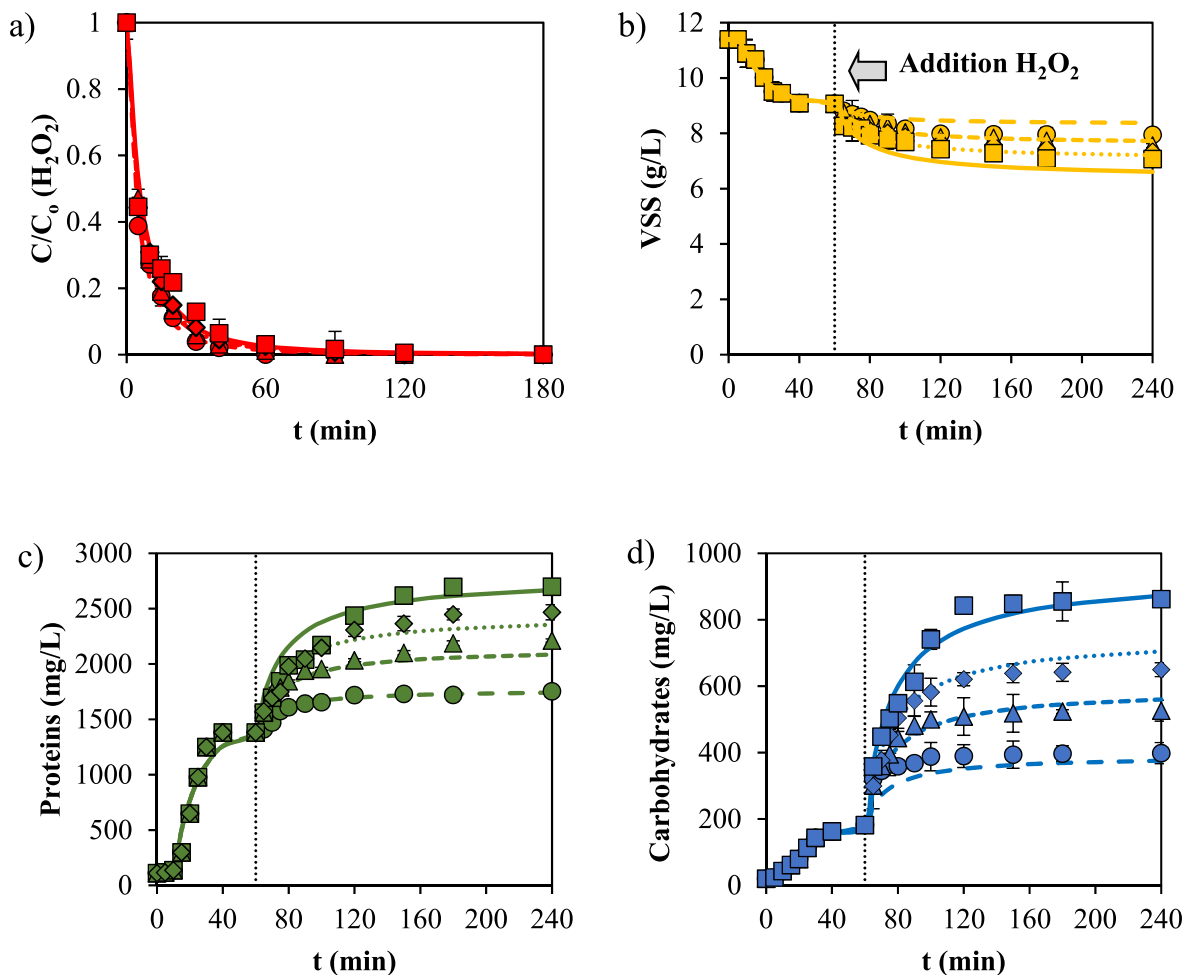 a)
C/Cₒ (H₂O₂)
1
0.8
0.6
0.4
0.2
0
0 60 120 180
t (min)
b)
VSS (g/L)
12
10
8
6
4
2
0
Addition H₂O₂
0 40 80 120 160 200 240
t (min)
c)
Proteins (mg/L)
3000
2500
2000
1500
1000
500
0
0 40 80 120 160 200 240
t (min)
d)
Carbohydrates (mg/L)
1000
800
600
400
200
0
0 40 80 120 160 200 240
t (min)